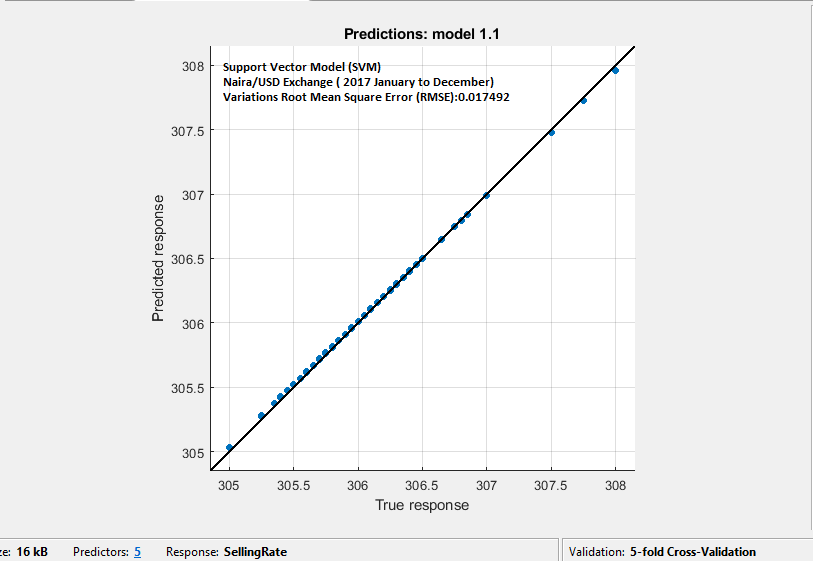 Predictions: model 1.1
Support Vector Model (SVM)
Naira/USD Exchange ( 2017 January to December)
Variations Root Mean Square Error (RMSE):0.017492
308
307.5
307
306.5
306
305.5
305
Predicted response
305 305.5 306 306.5 307 307.5 308
True response
ze: 16 kB Predictors: 5 Response: SellingRate Validation: 5-fold Cross-Validation